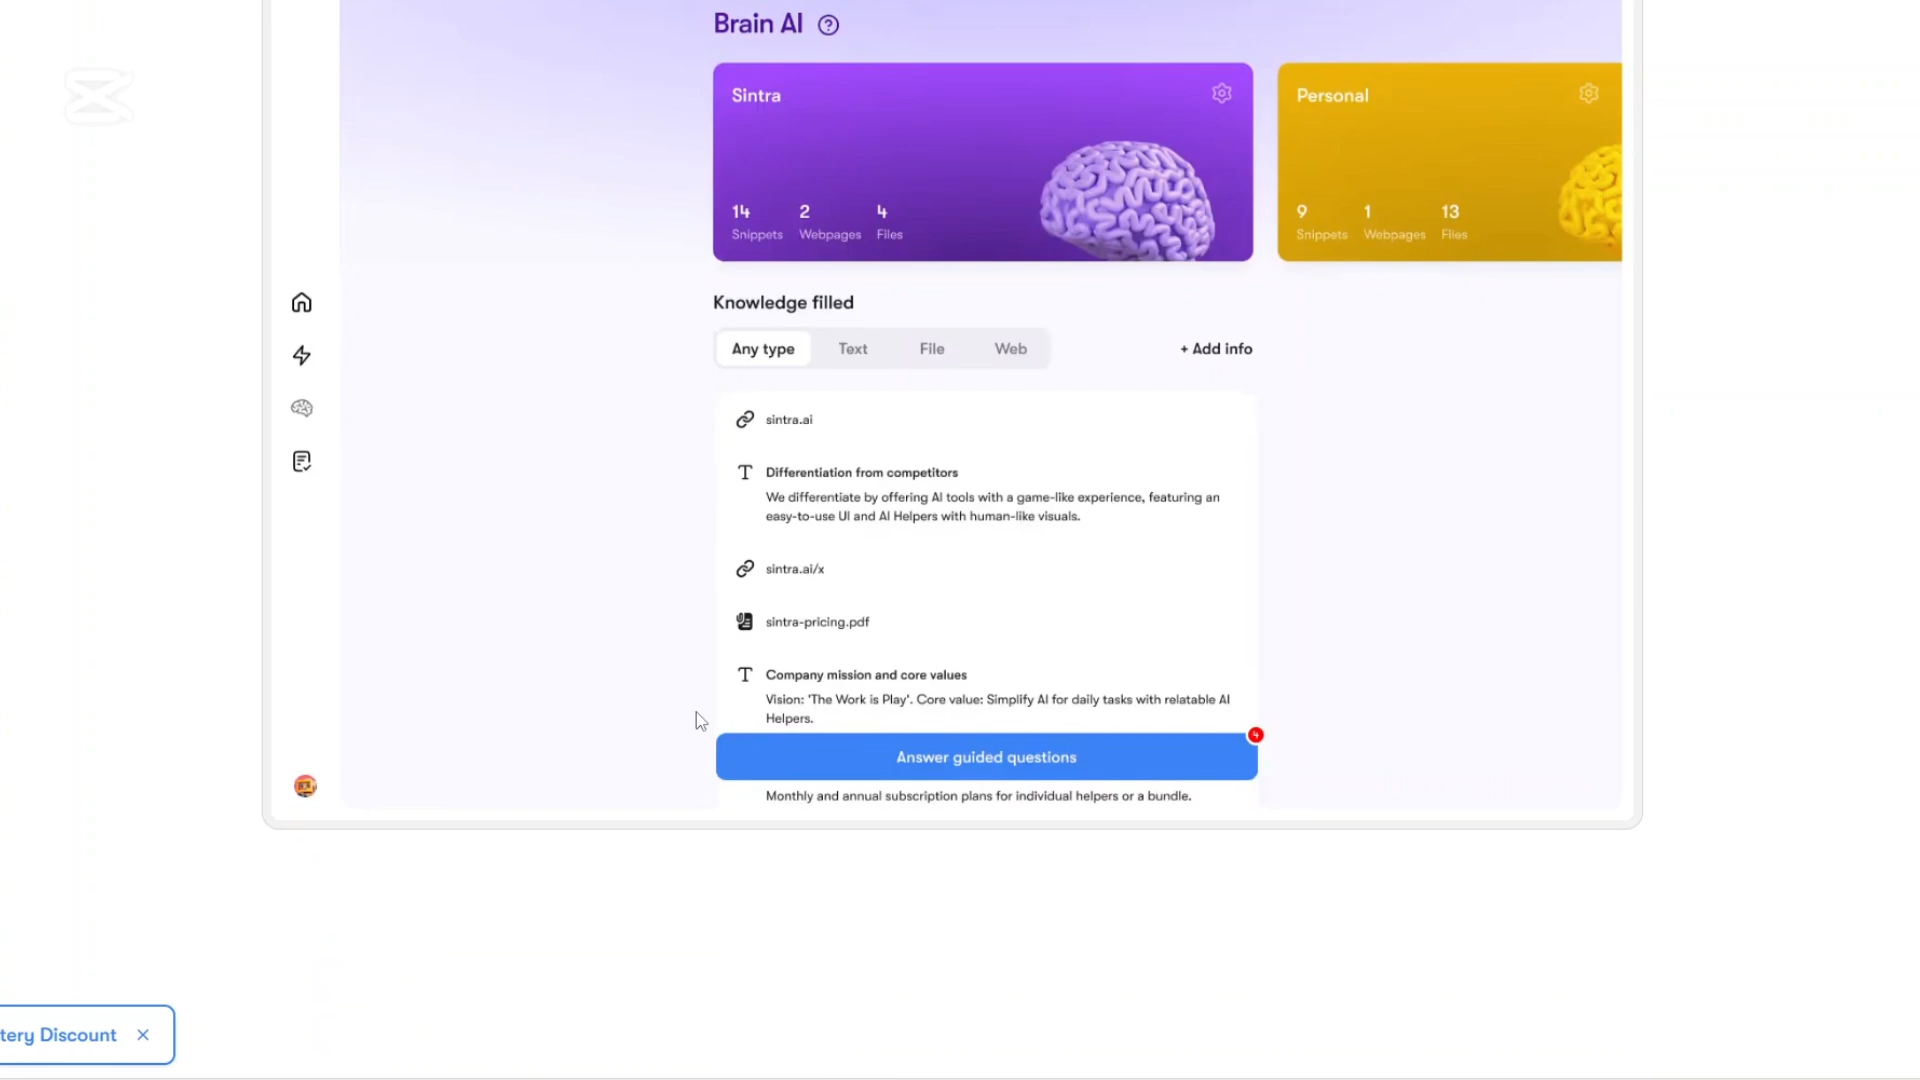 Brain AI
Sintra
Personal
14
2
4
Snippets
Webpages
Files
9
1
13
Snippets
Webpages
Files
Knowledge filled
Any type
Text
File
Web
+ Add info
sintra.ai
Differentiation from competitors
We differentiate by offering AI tools with a game-like experience, featuring an
easy-to-use UI and AI Helpers with human-like visuals.
sintra.ai/x
sintra-pricing.pdf
Company mission and core values
Vision: 'The Work is Play'. Core value: Simplify AI for daily tasks with relatable AI
Helpers.
4
Answer guided questions
Monthly and annual subscription plans for individual helpers or a bundle.
tery Discount